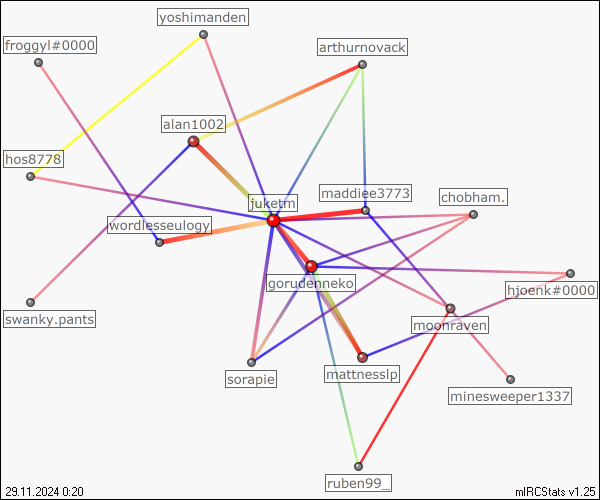 yoshimanden
froggyl#0000
arthurnovack
alan1002
hos8778
maddiee3773
chobham.
juketm
wordlesseulogy
gorudenneko
hjoenk#0000
swanky.pants
moonraven
sorapie
mattnesslp
minesweeper1337
ruben99_
29.11.2024 0:20
mIRCStats v1.25